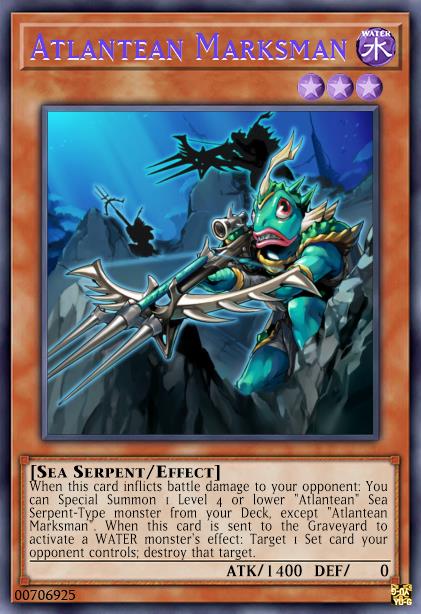 Atlantean Marksman
WATER
水
[Sea Serpent/Effect]
When this card inflicts battle damage to your opponent: You
can Special Summon 1 Level 4 or lower "Atlantean" Sea
Serpent-Type monster from your Deck, except "Atlantean
Marksman". When this card is sent to the Graveyard to
activate a WATER monster's effect: Target 1 Set card your
opponent controls; destroy that target.
ATK/1400 DEF/ 0
00706925